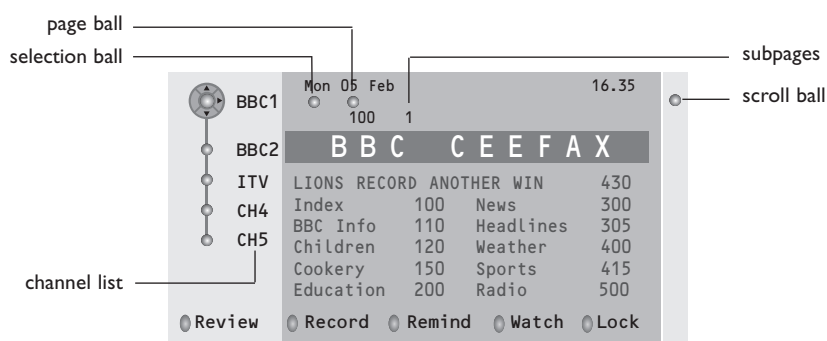 page ball
selection ball
subpages
scroll ball
Mon 05 Feb 16.35
BBC1
100 1
BBC2
BBC CEEFAX
ITV
LIONS RECORD ANOTHER WIN 430
CH4
Index 100 News 300
BBC Info 110 Headlines 305
CH5
Children 120 Weather 400
Cookery 150 Sports 415
channel list
Education 200 Radio 500
Review Record Remind Watch Lock